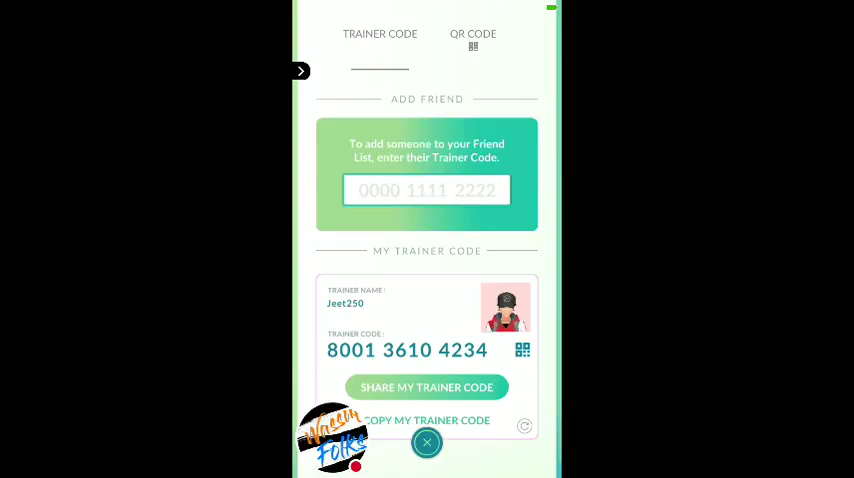 TRAINER CODE
QR CODE
ADD FRIEND
To add someone to your Friend
List, enter their Trainer Code.
0000 1111 2222
MY TRAINER CODE
TRAINER NAME :
Jeet250
TRAINER CODE :
8001 3610 4234
SHARE MY TRAINER CODE
COPY MY TRAINER CODE
Wassup
Folks